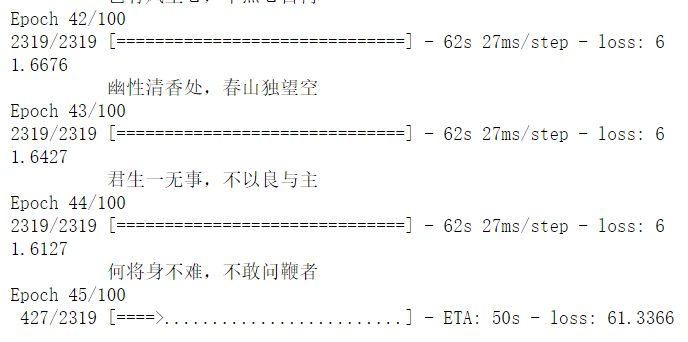 Epoch 42/100
2319/2319 [==============================] - 62s 27ms/step - loss: 6
1.6676
幽性清香处，春山独望空
Epoch 43/100
2319/2319 [==============================] - 62s 27ms/step - loss: 6
1.6427
君生一无事，不以良与主
Epoch 44/100
2319/2319 [==============================] - 62s 27ms/step - loss: 6
1.6127
何将身不难，不敢问鞭者
Epoch 45/100
427/2319 [====>.........................] - ETA: 50s - loss: 61.3366